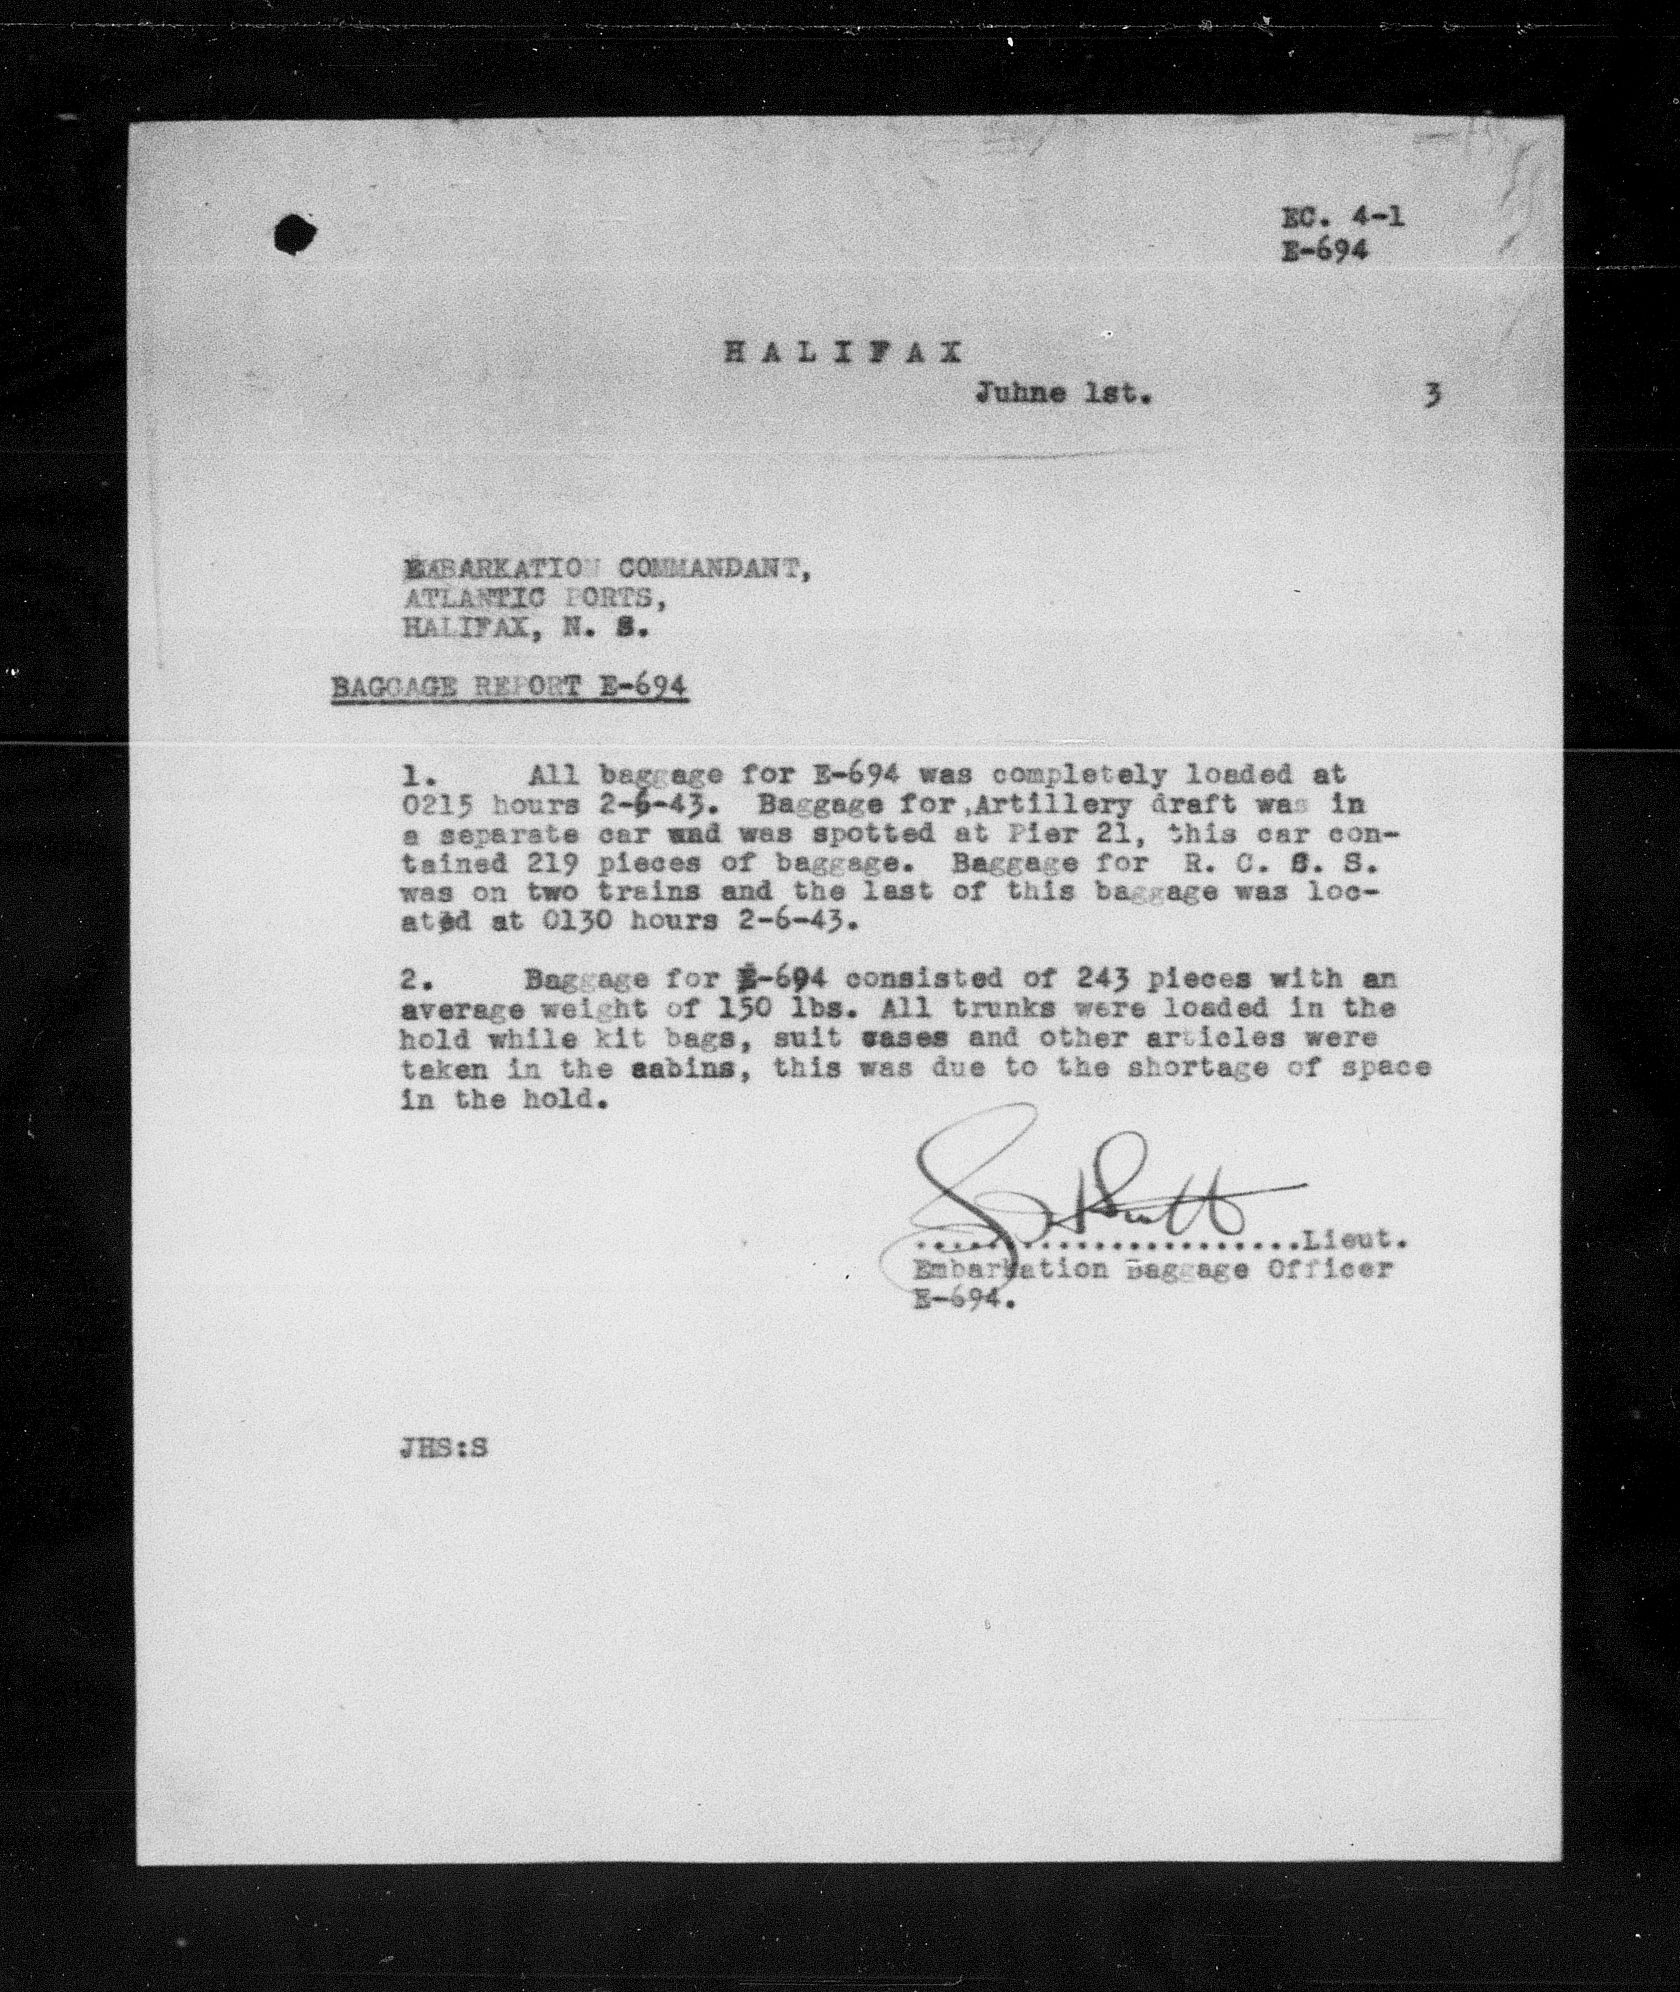 EC. 4-1
E-694
HALIFAX
Juhne 1st. 3
EMBARKATION COMMANDANT,
ATLANTIC PORTS,
HALIFAX, N. S.
BAGGAGE REPORT E-694
1. All baggage for E-694 was completely loaded at
0215 hours 2-6-43. Baggage for ,Artillery draft was in
a separate car and was spotted at Pier 21, this car con-
tained 219 pieces of baggage. Baggage for R. C. S. S.
was on two trains and the last of this baggage was loc-
ated at 0130 hours 2-6-43.
2. Baggage for E-694 consisted of 243 pieces with an
average weight of 150 lbs. All trunks were loaded in the
hold while kit bags, suit cases and other articles were
taken in the aabins, this was due to the shortage of space
in the hold.
.......................Lieut.
Embarkation Baggage Officer
E-694.
JHS:S